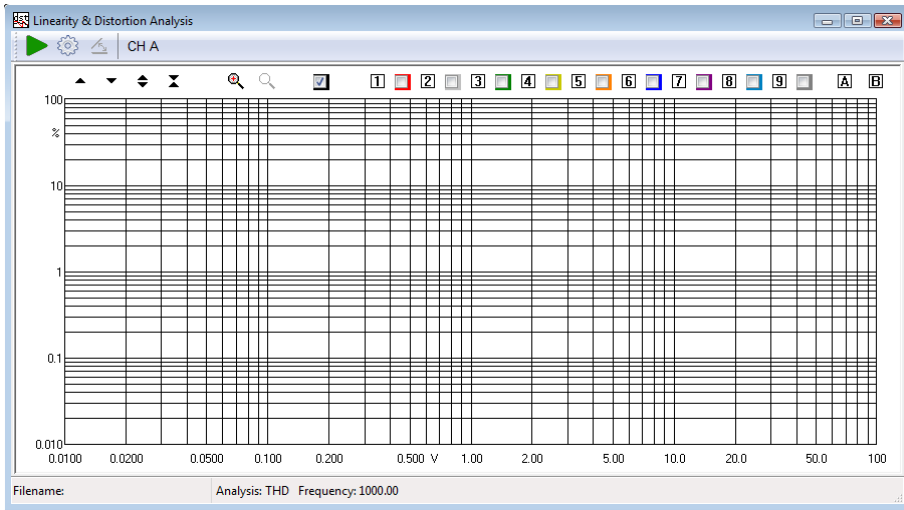 dst Linearity & Distortion Analysis
CH A
1 2 3 4 5 6 7 8 9 A B
100
%
10
1
0.1
0.010
0.0100 0.0200 0.0500 0.100 0.200 0.500 V 1.00 2.00 5.00 10.0 20.0 50.0 100
Filename: Analysis: THD Frequency: 1000.00